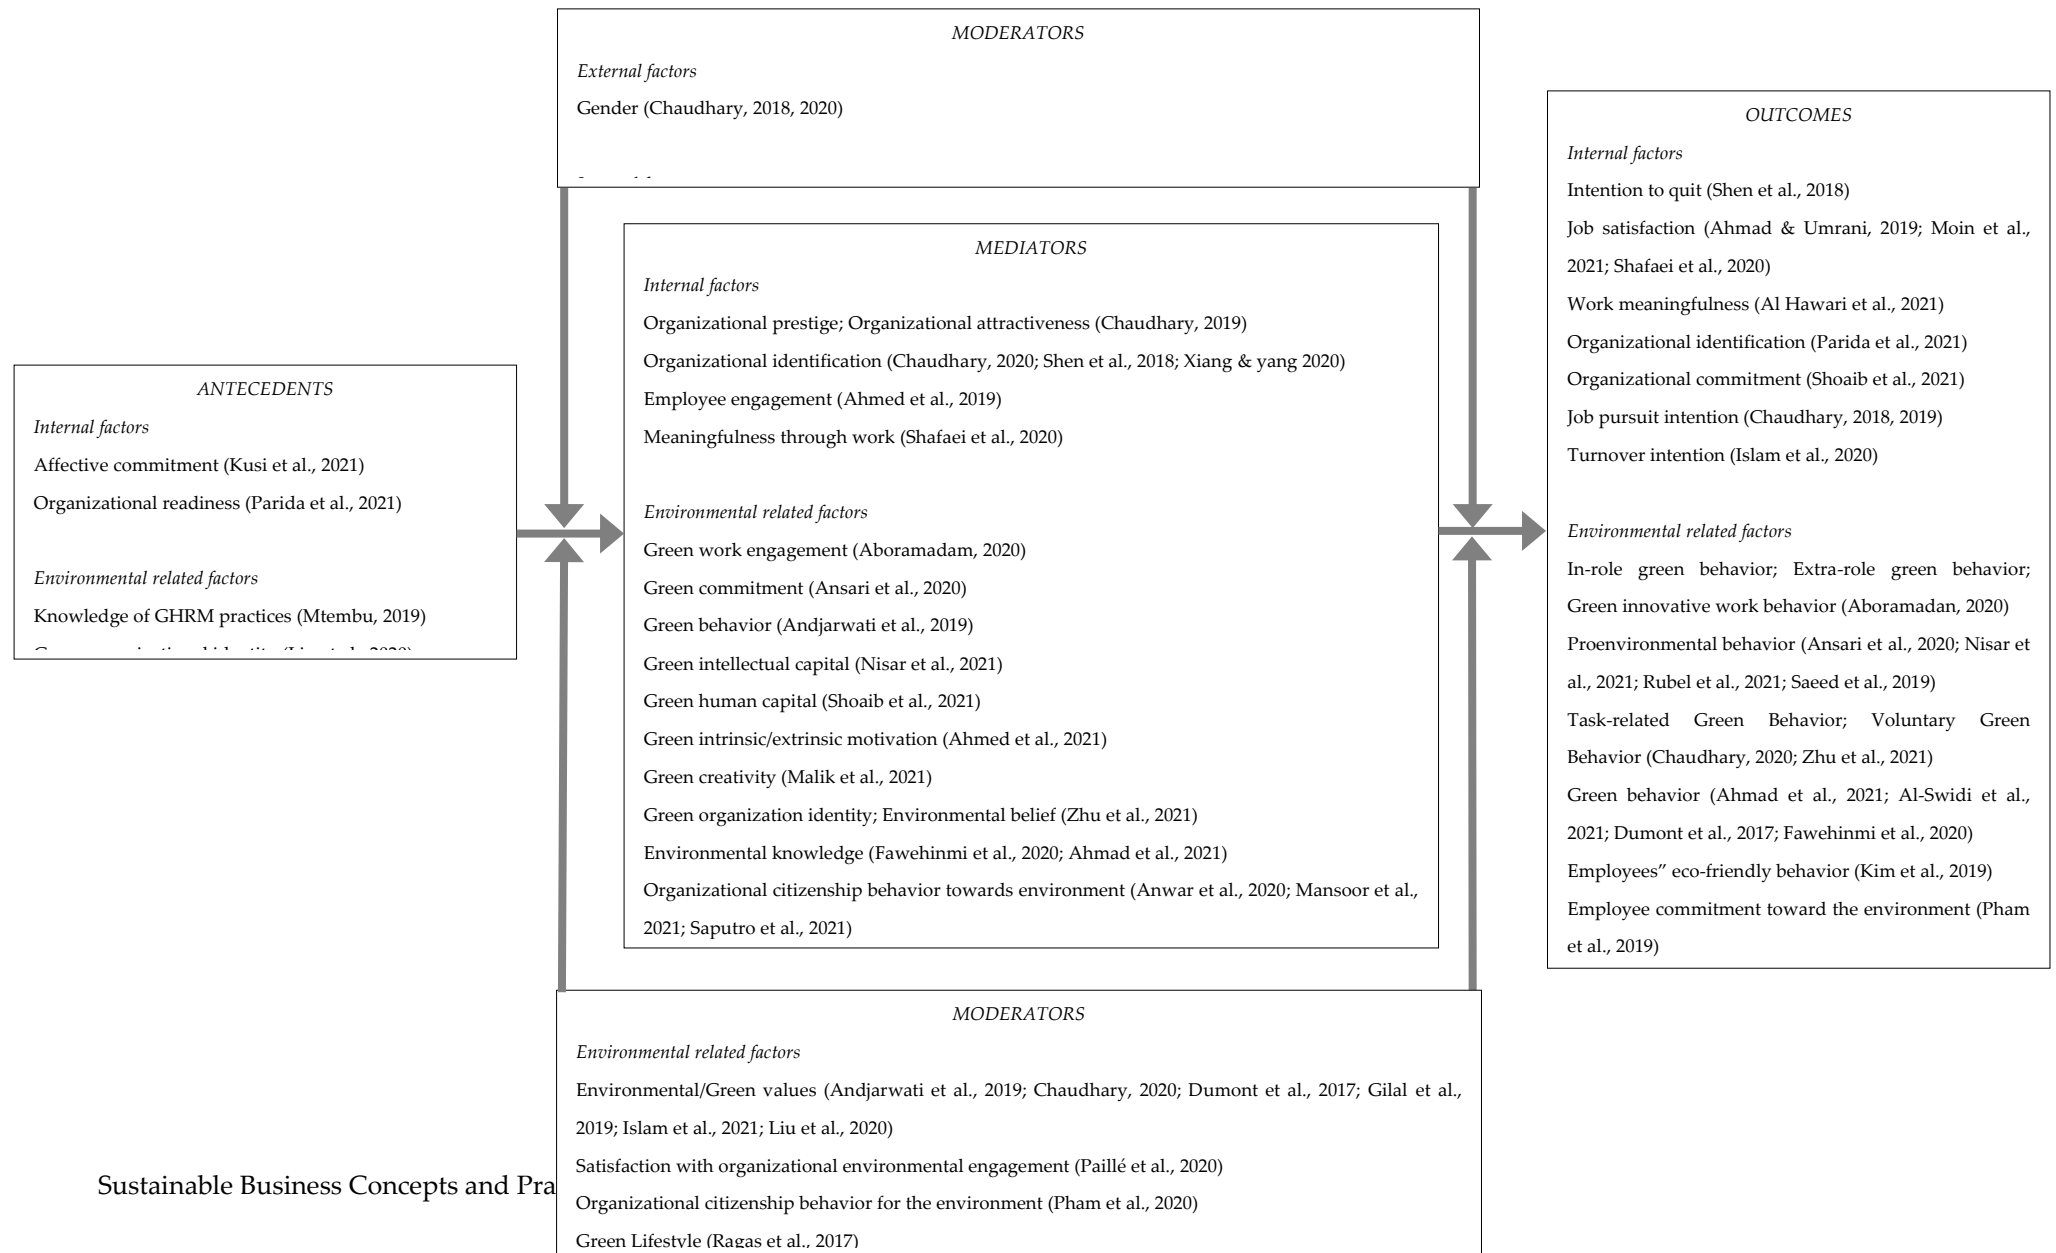 MODERATORS
External factors
Gender (Chaudhary, 2018, 2020)
ANTECEDENTS
Internal factors
Affective commitment (Kusi et al., 2021)
Organizational readiness (Parida et al., 2021)
Environmental related factors
Knowledge of GHRM practices (Mtembu, 2019)
MEDIATORS
Internal factors
Organizational prestige; Organizational attractiveness (Chaudhary, 2019)
Organizational identification (Chaudhary, 2020; Shen et al., 2018; Xiang & yang 2020)
Employee engagement (Ahmed et al., 2019)
Meaningfulness through work (Shafaei et al., 2020)
Environmental related factors
Green work engagement (Aboramadam, 2020)
Green commitment (Ansari et al., 2020)
Green behavior (Andjarwati et al., 2019)
Green intellectual capital (Nisar et al., 2021)
Green human capital (Shoaib et al., 2021)
Green intrinsic/extrinsic motivation (Ahmed et al., 2021)
Green creativity (Malik et al., 2021)
Green organization identity; Environmental belief (Zhu et al., 2021)
Environmental knowledge (Fawehinmi et al., 2020; Ahmad et al., 2021)
Organizational citizenship behavior towards environment (Anwar et al., 2020; Mansoor et al.,
2021; Saputro et al., 2021)
OUTCOMES
Internal factors
Intention to quit (Shen et al., 2018)
Job satisfaction (Ahmad & Umrani, 2019; Moin et al.,
2021; Shafaei et al., 2020)
Work meaningfulness (Al Hawari et al., 2021)
Organizational identification (Parida et al., 2021)
Organizational commitment (Shoaib et al., 2021)
Job pursuit intention (Chaudhary, 2018, 2019)
Turnover intention (Islam et al., 2020)
Environmental related factors
In-role green behavior; Extra-role green behavior;
Green innovative work behavior (Aboramadan, 2020)
Proenvironmental behavior (Ansari et al., 2020; Nisar et
al., 2021; Rubel et al., 2021; Saeed et al., 2019)
Task-related Green Behavior; Voluntary Green
Behavior (Chaudhary, 2020; Zhu et al., 2021)
Green behavior (Ahmad et al., 2021; Al-Swidi et al.,
2021; Dumont et al., 2017; Fawehinmi et al., 2020)
Employees” eco-friendly behavior (Kim et al., 2019)
Employee commitment toward the environment (Pham
et al., 2019)
MODERATORS
Environmental related factors
Environmental/Green values (Andjarwati et al., 2019; Chaudhary, 2020; Dumont et al., 2017; Gilal et al.,
2019; Islam et al., 2021; Liu et al., 2020)
Satisfaction with organizational environmental engagement (Paillé et al., 2020)
Organizational citizenship behavior for the environment (Pham et al., 2020)
Green Lifestyle (Ragas et al., 2017)
Sustainable Business Concepts and Pra